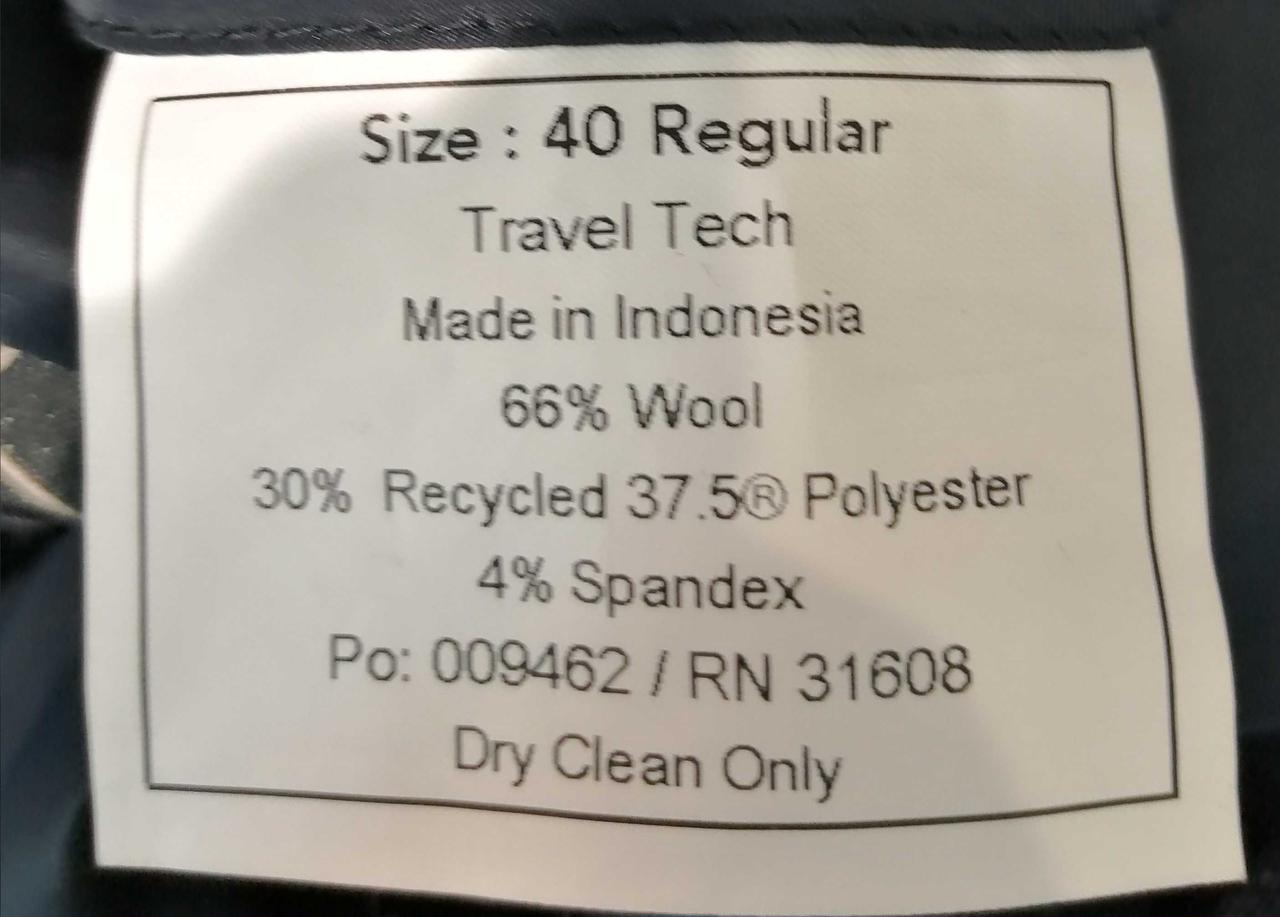 Size : 40 Regular
Travel Tech
Made in Indonesia
66% Wool
30% Recycled 37.5® Polyester
4% Spandex
Po: 009462 / RN 31608
Dry Clean Only